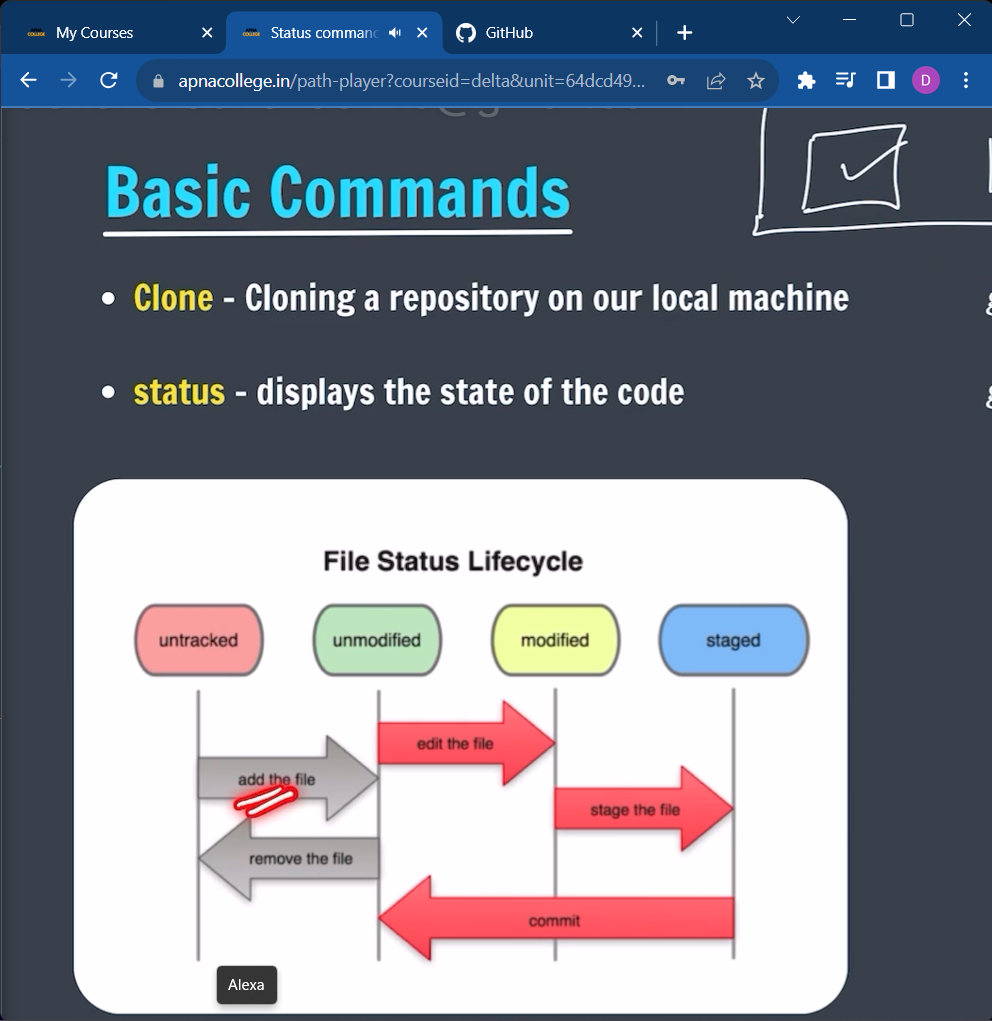 My Courses
Status comman
GitHub
apnacollege.in/path-player?courseid=delta&unit=64dcd49...
D
Basic Commands
• Clone - Cloning a repository on our local machine
• status - displays the state of the code
File Status Lifecycle
untracked
unmodified
modified
staged
edit the file
add the file
stage the file
remove the file
commit
Alexa